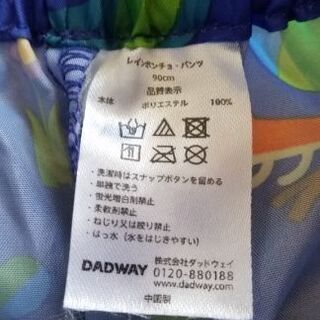 レインポンチョ・パンツ
90cm
品質表示
本体 ポリエステル 100%
・洗濯時はスナップボタンを留める
・単独で洗う
・蛍光増白剤禁止
・柔軟剤禁止
・ねじり又は絞り禁止
・はっ水（水をはじきやすい）
DADWAY 株式会社ダッドウェイ
0120-880188
www.dadway.com
中国製